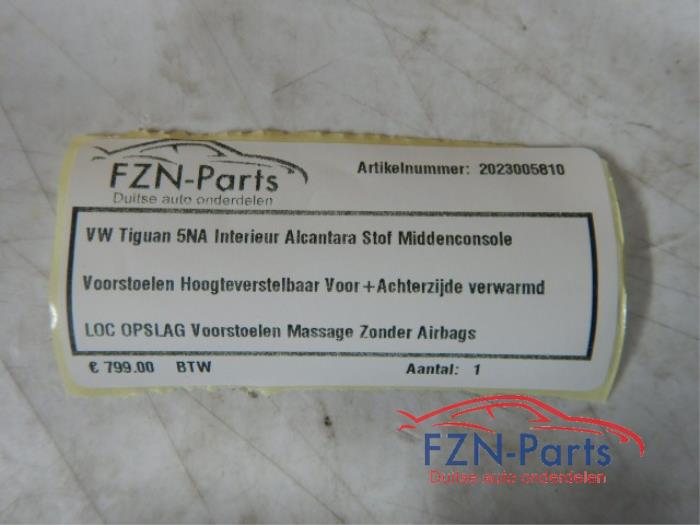 FZN-Parts
Duitse auto onderdelen
Artikelnummer: 2023005810
VW Tiguan 5NA Interieur Alcantara Stof Middenconsole
Voorstoelen Hoogteverstelbaar Voor+Achterzijde verwarmd
LOC OPSLAG Voorstoelen Massage Zonder Airbags
€ 799.00 BTW
Aantal: 1
FZN-Parts
Duitse auto onderdelen